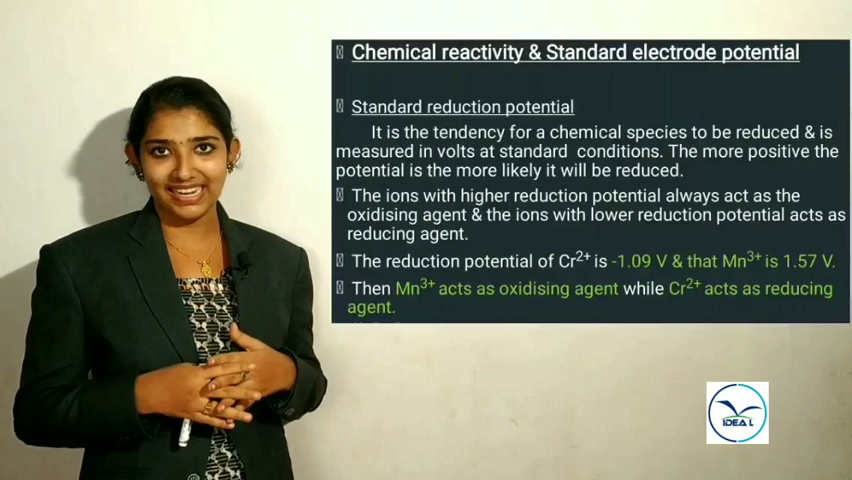 Chemical reactivity & Standard electrode potential
Standard reduction potential
It is the tendency for a chemical species to be reduced & is
measured in volts at standard conditions. The more positive the
potential is the more likely it will be reduced.
The ions with higher reduction potential always act as the
oxidising agent & the ions with lower reduction potential acts as
reducing agent.
The reduction potential of Cr²⁺ is -1.09 V & that Mn³⁺ is 1.57 V.
Then Mn³⁺ acts as oxidising agent while Cr²⁺ acts as reducing
agent.
IDEAL